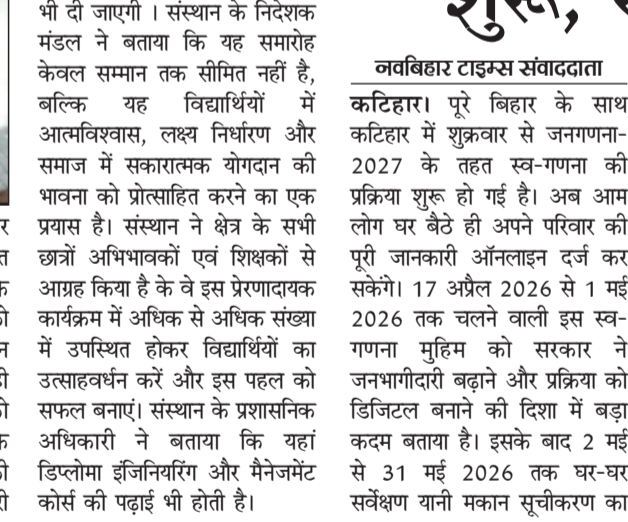 भी दी जाएगी । संस्थान के निदेशक
मंडल ने बताया कि यह समारोह
केवल सम्मान तक सीमित नहीं है,
बल्कि यह विद्यार्थियों में
आत्मविश्वास, लक्ष्य निर्धारण और
समाज में सकारात्मक योगदान की
भावना को प्रोत्साहित करने का एक
प्रयास है। संस्थान ने क्षेत्र के सभी
छात्रों अभिभावकों एवं शिक्षकों से
आग्रह किया है के वे इस प्रेरणादायक
कार्यक्रम में अधिक से अधिक संख्या
में उपस्थित होकर विद्यार्थियों का
उत्साहवर्धन करें और इस पहल को
सफल बनाएं। संस्थान के प्रशासनिक
अधिकारी ने बताया कि यहां
डिप्लोमा इंजिनियरिंग और मैनेजमेंट
कोर्स की पढ़ाई भी होती है।
नवबिहार टाइम्स संवाददाता
कटिहार। पूरे बिहार के साथ
कटिहार में शुक्रवार से जनगणना-
2027 के तहत स्व-गणना की
प्रक्रिया शुरू हो गई है। अब आम
लोग घर बैठे ही अपने परिवार की
पूरी जानकारी ऑनलाइन दर्ज कर
सकेंगे। 17 अप्रैल 2026 से 1 मई
2026 तक चलने वाली इस स्व-
गणना मुहिम को सरकार ने
जनभागीदारी बढ़ाने और प्रक्रिया को
डिजिटल बनाने की दिशा में बड़ा
कदम बताया है। इसके बाद 2 मई
से 31 मई 2026 तक घर-घर
सर्वेक्षण यानी मकान सूचीकरण का